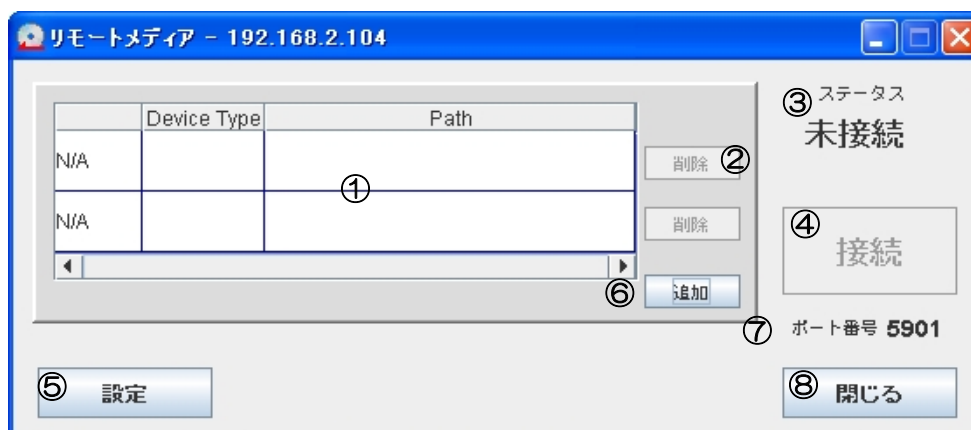 リモートメディア - 192.168.2.104
③ ステータス
未接続
Device Type Path
N/A
① 
削除 ②
N/A
削除
④ 接続
⑥ 追加
⑦ ポート番号 5901
⑤ 設定
⑧ 閉じる